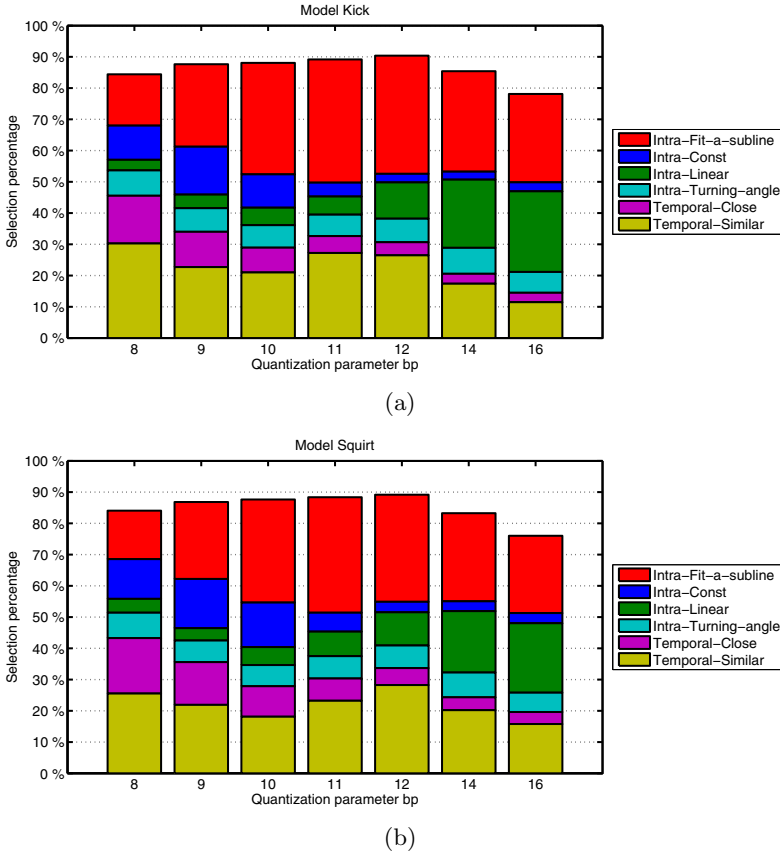 Model Kick
100 %
90 %
80 %
70 %
60 %
50 %
40 %
30 %
20 %
10 %
0 %
Selection percentage
8 9 10 11 12 14 16
Quantization parameter bp
Intra-Fit-a-subline
Intra-Const
Intra-Linear
Intra-Turning-angle
Temporal-Close
Temporal-Similar
(a)
Model Squirt
100 %
90 %
80 %
70 %
60 %
50 %
40 %
30 %
20 %
10 %
0 %
Selection percentage
8 9 10 11 12 14 16
Quantization parameter bp
Intra-Fit-a-subline
Intra-Const
Intra-Linear
Intra-Turning-angle
Temporal-Close
Temporal-Similar
(b)